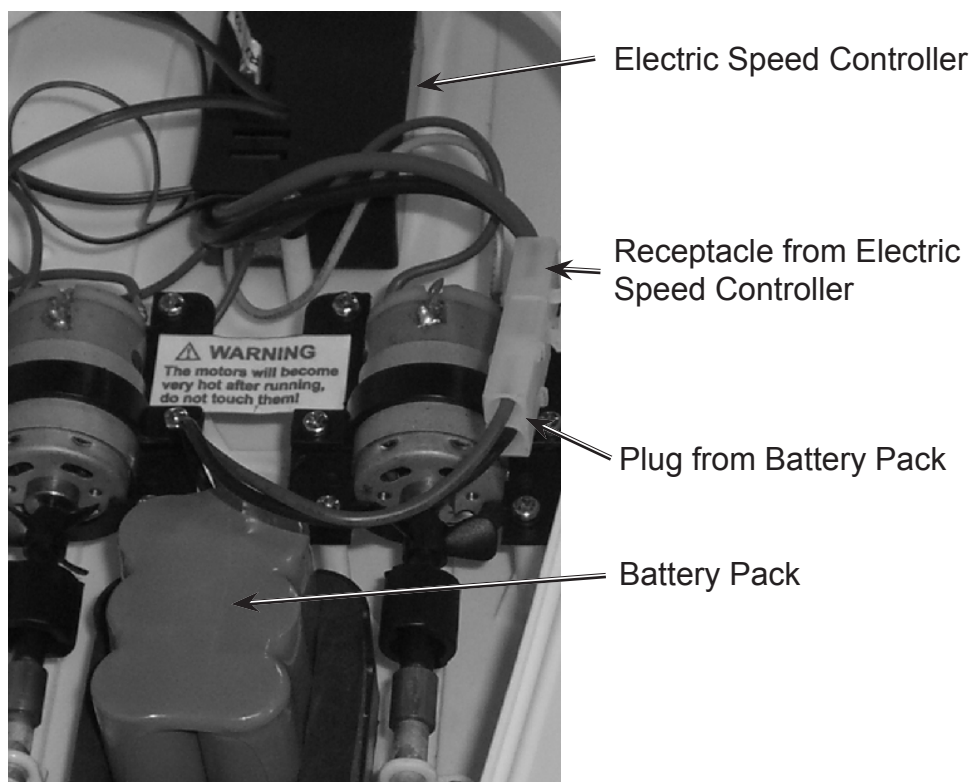 Electric Speed Controller
Receptacle from Electric
Speed Controller
⚠ WARNING
The motors will become
very hot after running,
do not touch them!
Plug from Battery Pack
Battery Pack